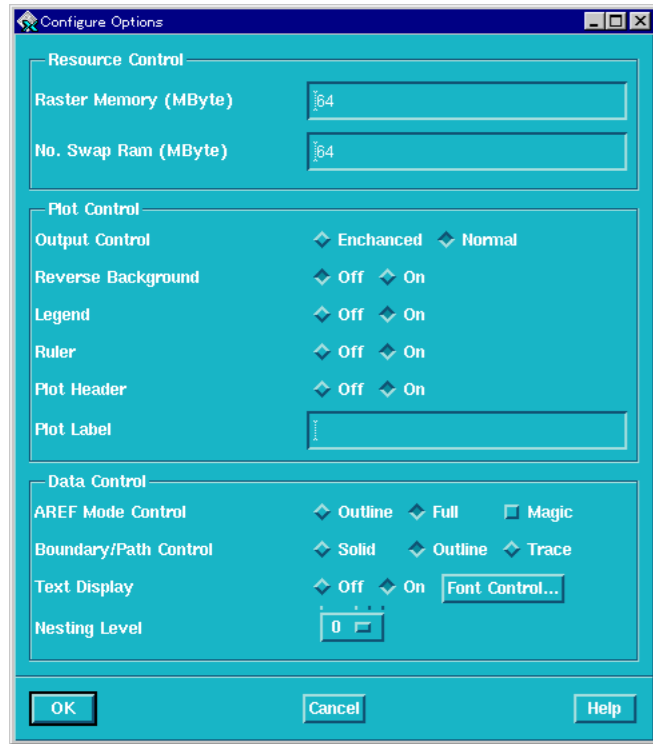 Configure Options
Resource Control
Raster Memory (MByte) 64
No. Swap Ram (MByte) 64
Plot Control
Output Control Enchanced Normal
Reverse Background Off On
Legend Off On
Ruler Off On
Plot Header Off On
Plot Label
Data Control
AREF Mode Control Outline Full Magic
Boundary/Path Control Solid Outline Trace
Text Display Off On Font Control...
Nesting Level 0
OK Cancel Help